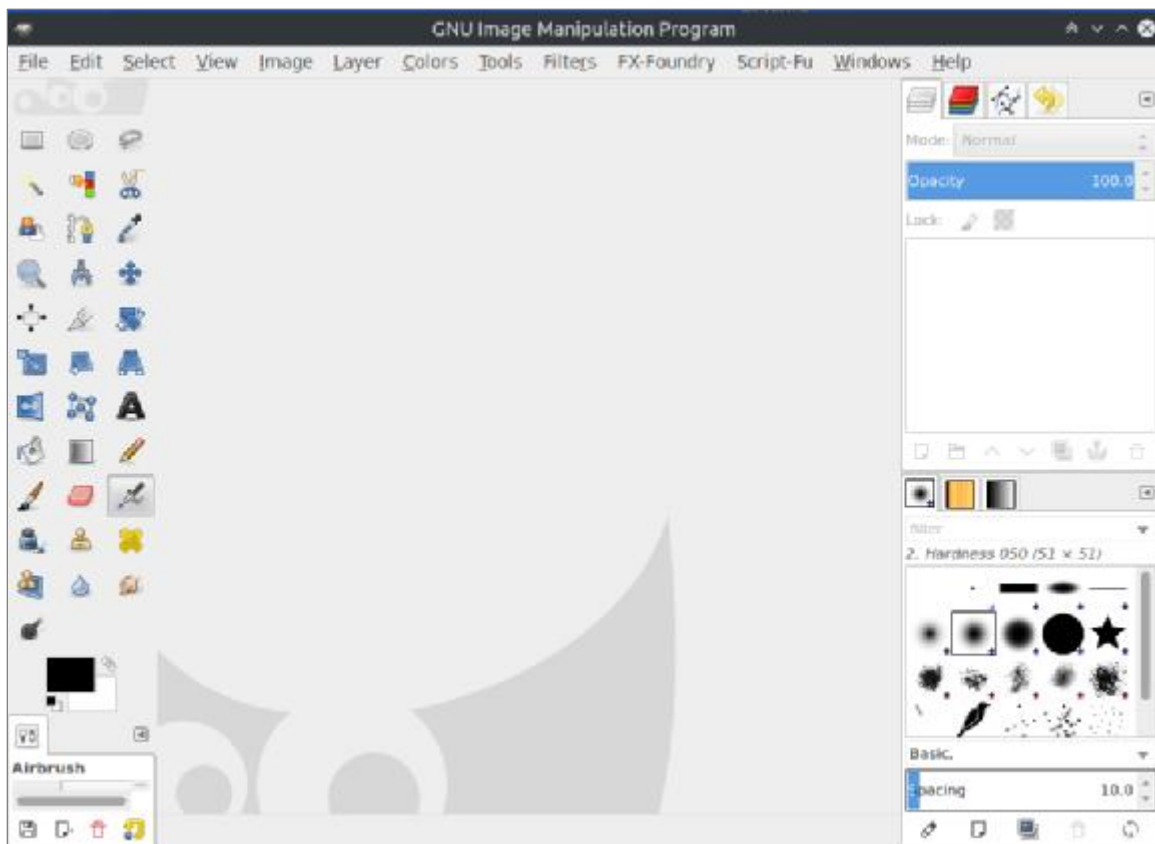 GNU Image Manipulation Program
File Edit Select View Image Layer Colors Tools Filters FX-Foundry Script-Fu Windows Help
Mode: Normal
Opacity 100.0
Lock:
filter
2. Hardness 050 (51 × 51)
Basic,
Spacing 10.0
Airbrush